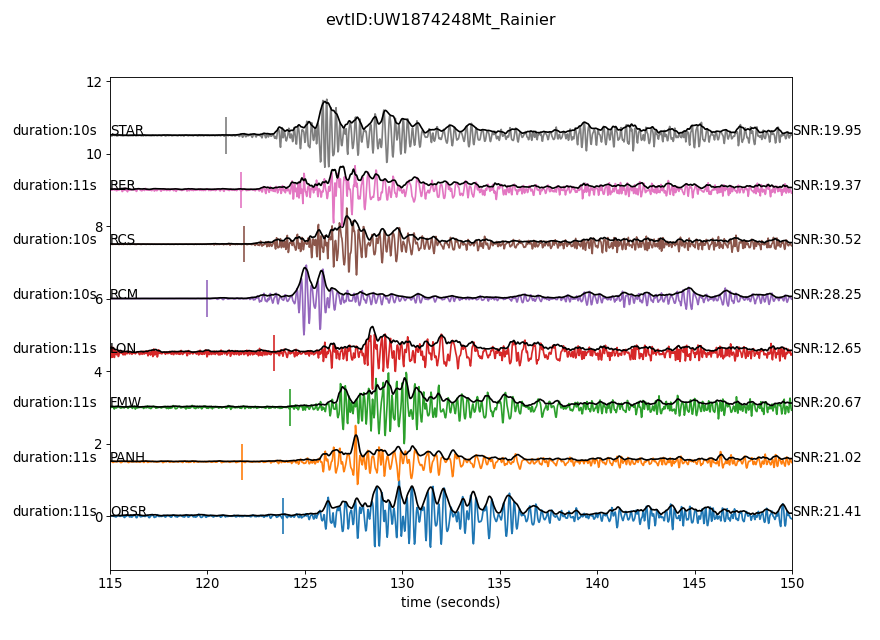 evtID:UW1874248Mt_Rainier
12
duration:10s STAR SNR:19.95
10
duration:11s RER SNR:19.37
8
duration:10s RCS SNR:30.52
duration:10s RCM SNR:28.25
6
duration:11s LON SNR:12.65
4
duration:11s FMW SNR:20.67
2
duration:11s PANH SNR:21.02
duration:11s OBSR SNR:21.41
0
115 120 125 130 135 140 145 150
time (seconds)